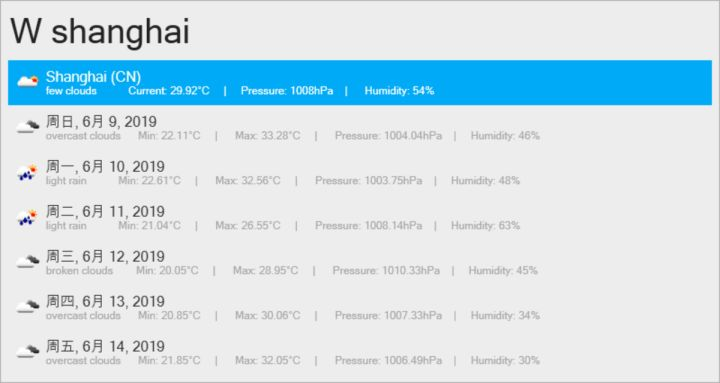 W shanghai
Shanghai (CN)
few clouds Current: 29.92°C | Pressure: 1008hPa | Humidity: 54%
周日, 6月 9, 2019
overcast clouds Min: 22.11°C | Max: 33.28°C | Pressure: 1004.04hPa | Humidity: 46%
周一, 6月 10, 2019
light rain Min: 22.61°C | Max: 32.56°C | Pressure: 1003.75hPa | Humidity: 48%
周二, 6月 11, 2019
light rain Min: 21.04°C | Max: 26.55°C | Pressure: 1008.14hPa | Humidity: 63%
周三, 6月 12, 2019
broken clouds Min: 20.05°C | Max: 28.95°C | Pressure: 1010.33hPa | Humidity: 45%
周四, 6月 13, 2019
overcast clouds Min: 20.85°C | Max: 30.06°C | Pressure: 1007.33hPa | Humidity: 34%
周五, 6月 14, 2019
overcast clouds Min: 21.85°C | Max: 32.05°C | Pressure: 1006.49hPa | Humidity: 30%